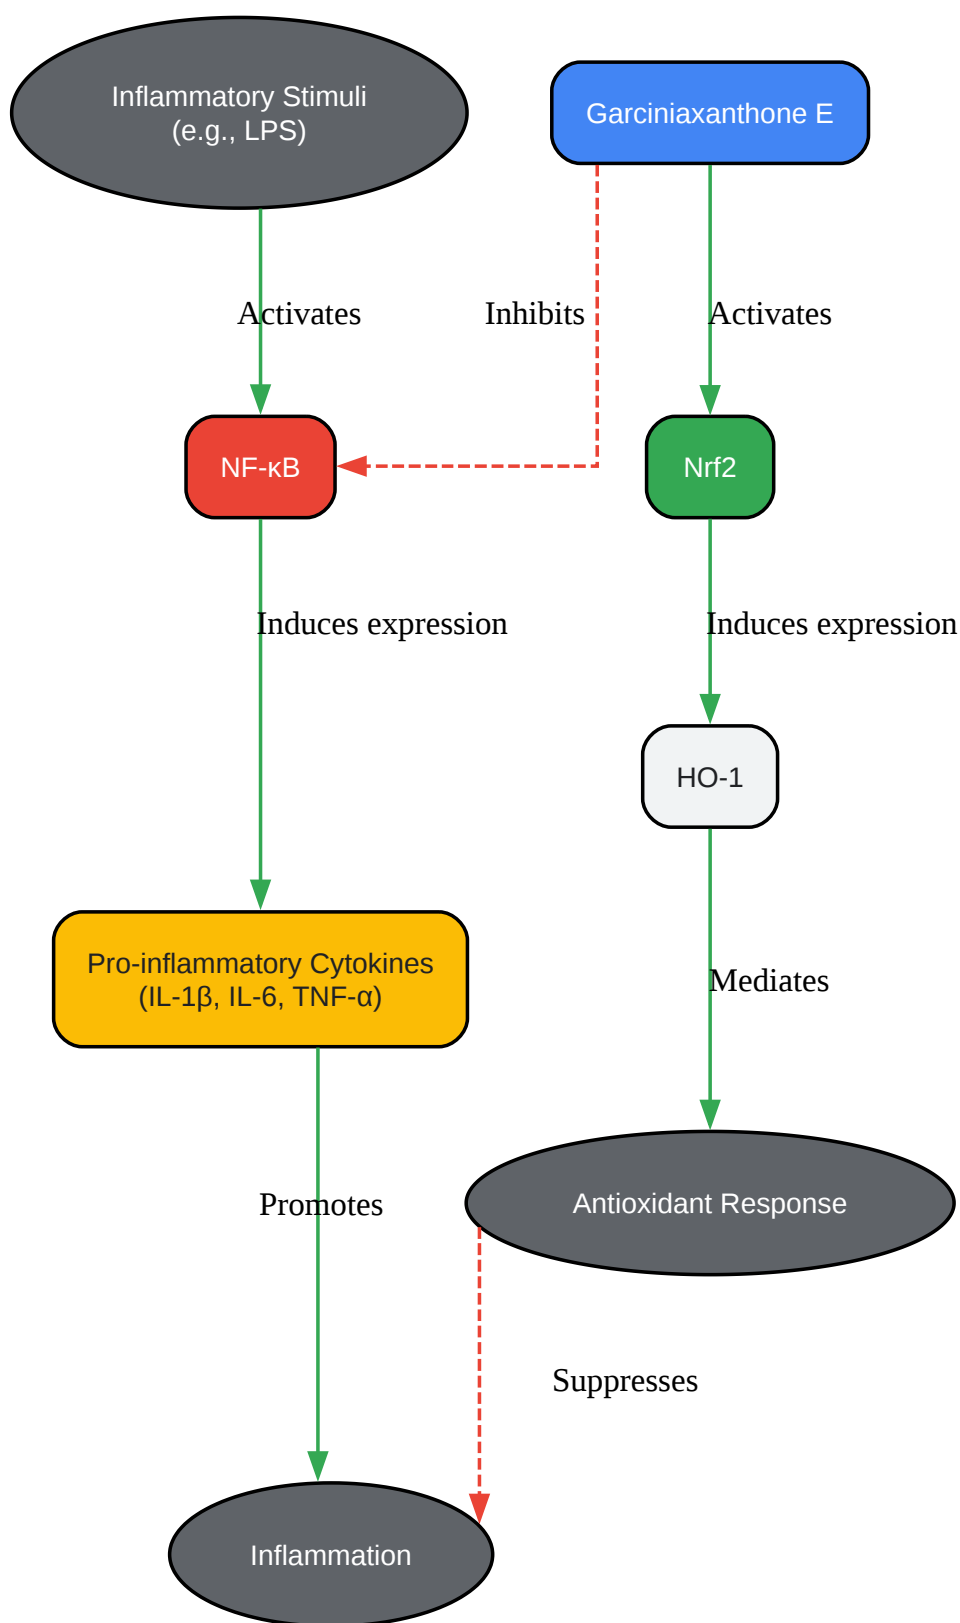 Inflammatory Stimuli
(e.g., LPS)
Garciniaxanthone E
Activates
Inhibits
Activates
NF-κB
Nrf2
Induces expression
Induces expression
HO-1
Pro-inflammatory Cytokines
(IL-1β, IL-6, TNF-α)
Mediates
Promotes
Antioxidant Response
Suppresses
Inflammation